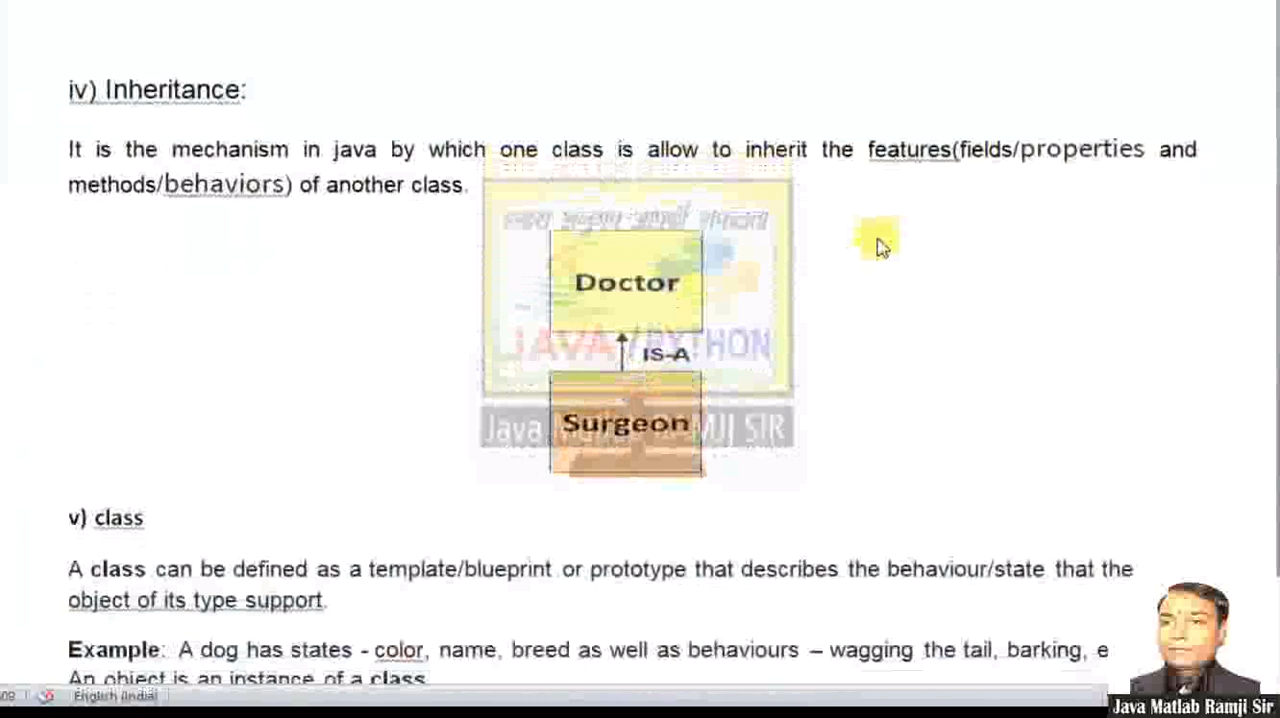 iv) Inheritance:
It is the mechanism in java by which one class is allow to inherit the features(fields/properties and
methods/behaviors) of another class.
Doctor
JAVA /PYTHON
IS-A
Surgeon
Java SIR
v) class
A class can be defined as a template/blueprint or prototype that describes the behaviour/state that the
object of its type support.
Example: A dog has states - color, name, breed as well as behaviours – wagging the tail, barking, e
An object is an instance of a class
English (India)
Java Matlab Ramji Sir